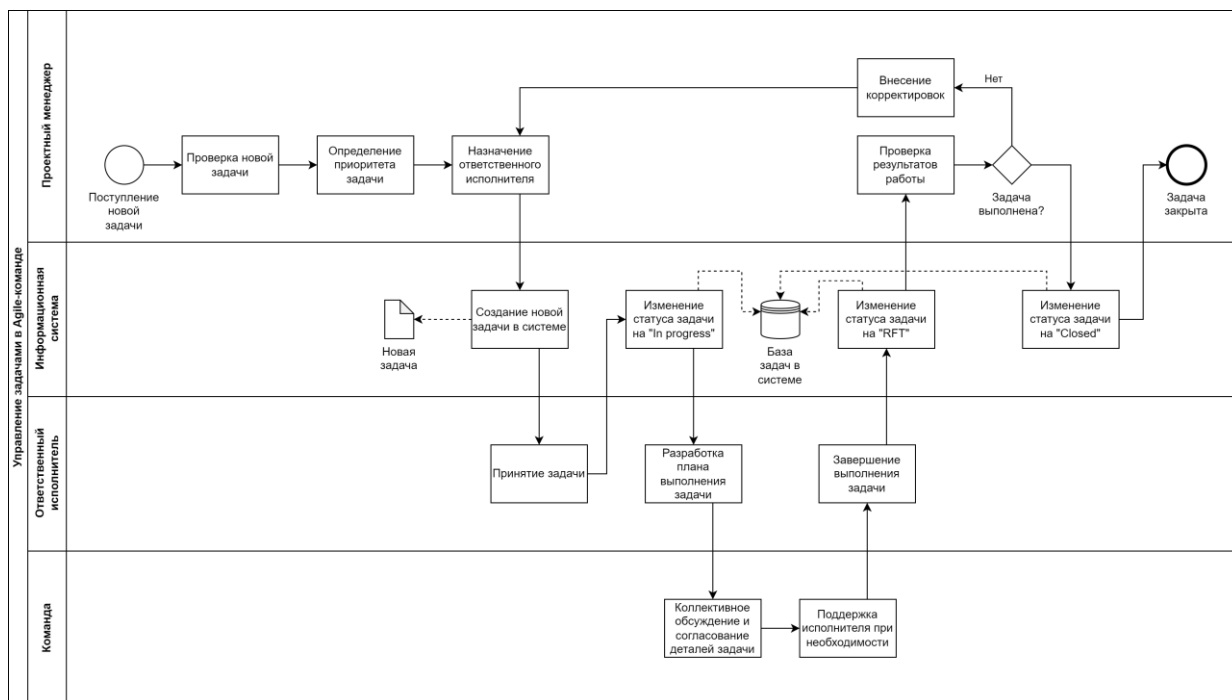 Управление задачами в Agile-команде
Проектный менеджер
Поступление
новой
задачи
Проверка новой
задачи
Определение
приоритета
задачи
Назначение
ответственного
исполнителя
Внесение
корректировок
Нет
Проверка
результатов
работы
Задача
выполнена?
Задача
закрыта
Информационная
система
Новая
задача
Создание новой
задачи в системе
Изменение
статуса задачи
на "In progress"
База
задач в
системе
Изменение
статуса задачи
на "RFT"
Изменение
статуса задачи
на "Closed"
Ответственный
исполнитель
Принятие задачи
Разработка
плана
выполнения
задачи
Завершение
выполнения
задачи
Команда
Коллективное
обсуждение и
согласование
деталей задачи
Поддержка
исполнителя при
необходимости